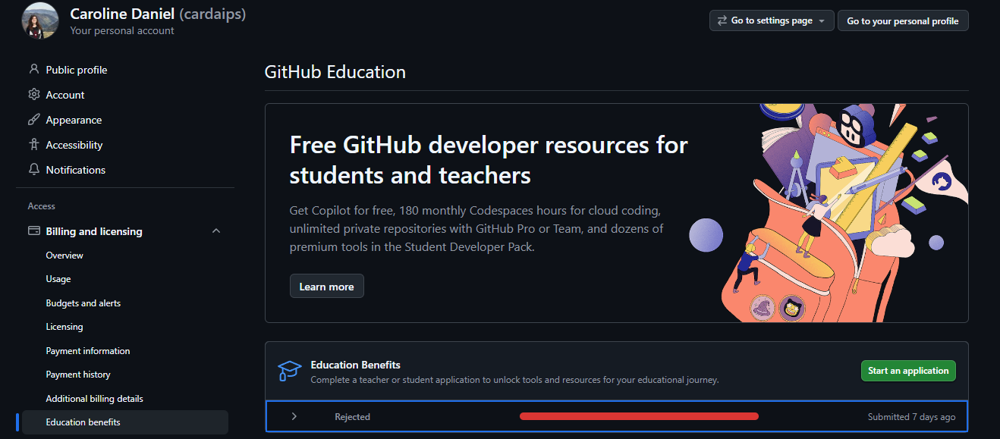 Caroline Daniel (cardaips)
Your personal account
Go to settings page
Go to your personal profile
Public profile
Account
Appearance
Accessibility
Notifications
Access
Billing and licensing
Overview
Usage
Budgets and alerts
Licensing
Payment information
Payment history
Additional billing details
Education benefits
GitHub Education
Free GitHub developer resources for
students and teachers
Get Copilot for free, 180 monthly Codespaces hours for cloud coding,
unlimited private repositories with GitHub Pro or Team, and dozens of
premium tools in the Student Developer Pack.
Learn more
Education Benefits
Complete a teacher or student application to unlock tools and resources for your educational journey.
Start an application
Rejected
Submitted 7 days ago